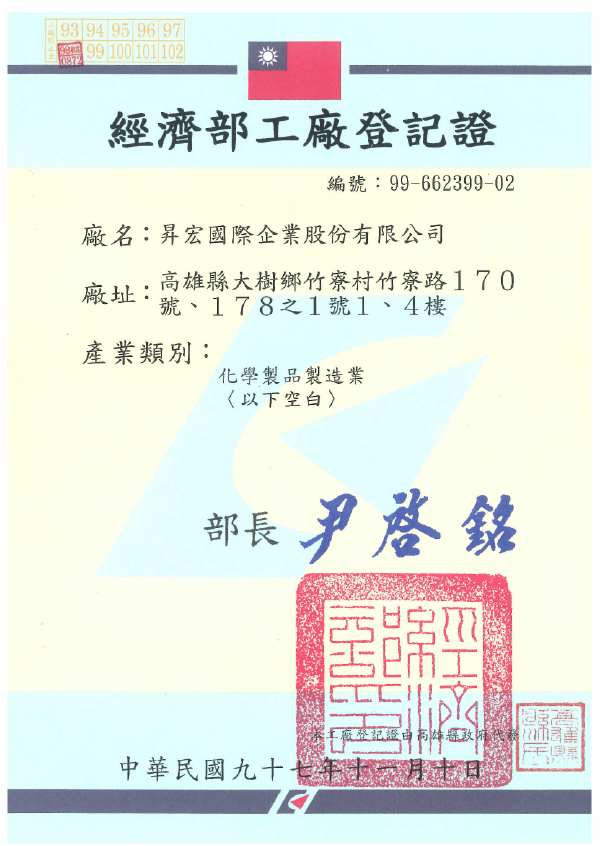 93 94 95 96 97
99 100 101 102
經濟部工廠登記證
編號：99-662399-02
廠名：昇宏國際企業股份有限公司
廠址：高雄縣大樹鄉竹寮村竹寮路１７０
號、１７８之１號１、４樓
產業類別：
化學製品製造業
〈以下空白〉
部長 尹啓銘
本工廠登記證由高雄縣政府代辦
中華民國九十七年十一月十日